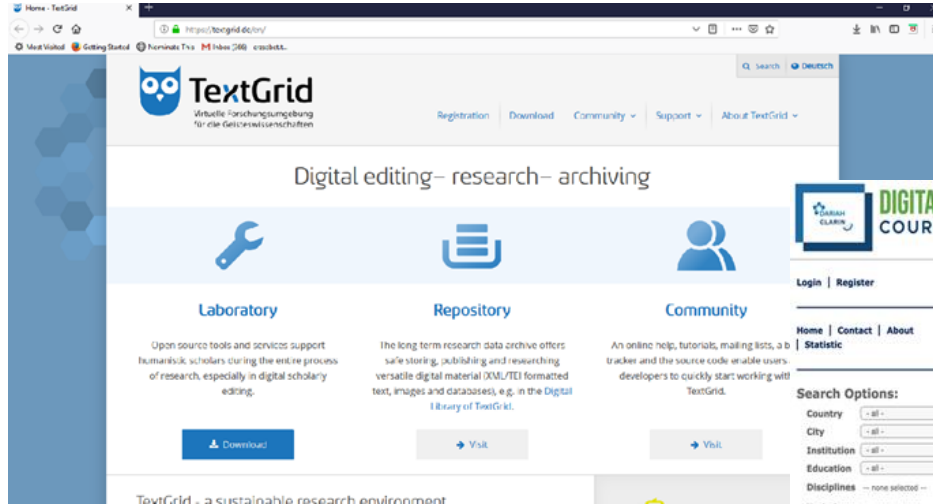 Home - TextGrid
https://textgrid.de/en/
Most Visited Getting Started Nominate This
Search Deutsch
TextGrid
Virtuelle Forschungsumgebung
für die Geisteswissenschaften
Registration Download Community Support About TextGrid
Digital editing– research– archiving
Laboratory
Open source tools and services support
humanistic scholars during the entire process
of research, especially in digital scholarly
editing.
Download
Repository
The long term research data archive offers
safe storing, publishing and researching
versatile digital material (XML/TEI formatted
text, images and databases), e.g. in the Digital
Library of TextGrid.
Visit
Community
An online help, tutorials, mailing lists, a b
tracker and the source code enable users
developers to quickly start working wit
TextGrid.
Visit
TextGrid - a sustainable research environment
DARIAH
CLARIN
DIGITA
COUR
Login | Register
Home | Contact | About
| Statistic
Search Options:
Country - all -
City - all -
Institution - all -
Education - all -
Disciplines -- none selected --